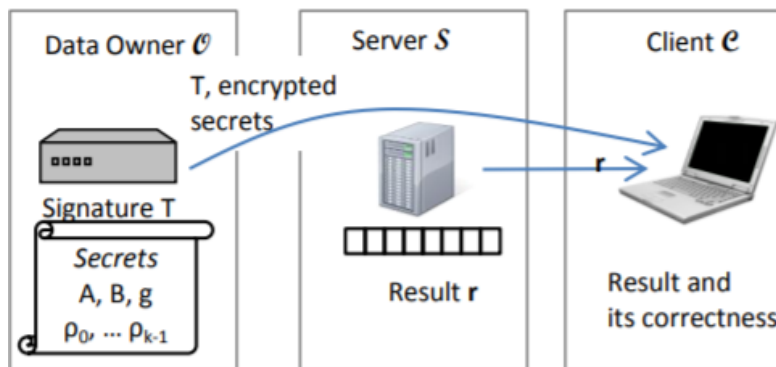 Data Owner 𝒪
Signature T
Secrets
A, B, g
ρ0, ... ρk-1
T, encrypted
secrets
Server 𝒮
Result r
r
Client 𝒞
Result and
its correctness